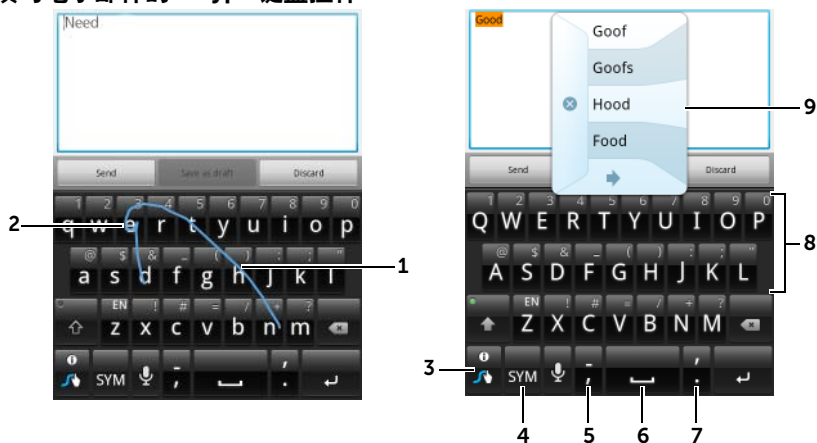 Need
Send Save as draft Discard
1 2 3 4 5 6 7 8 9 0
q w e r t y u i o p
@ $ & _ ( ) : ; "
a s d f g h j k l
EN ! # = / + ?
z x c v b n m
SYM - , ' .
2
1
Good
Goof
Goofs
Hood
Food
Send Discard
1 2 3 4 5 6 7 8 9 0
Q W E R T Y U I O P
@ $ & _ ( ) : ; "
A S D F G H J K L
EN ! # = / + ?
Z X C V B N M
SYM - , ' .
9
8
3
4 5 6 7